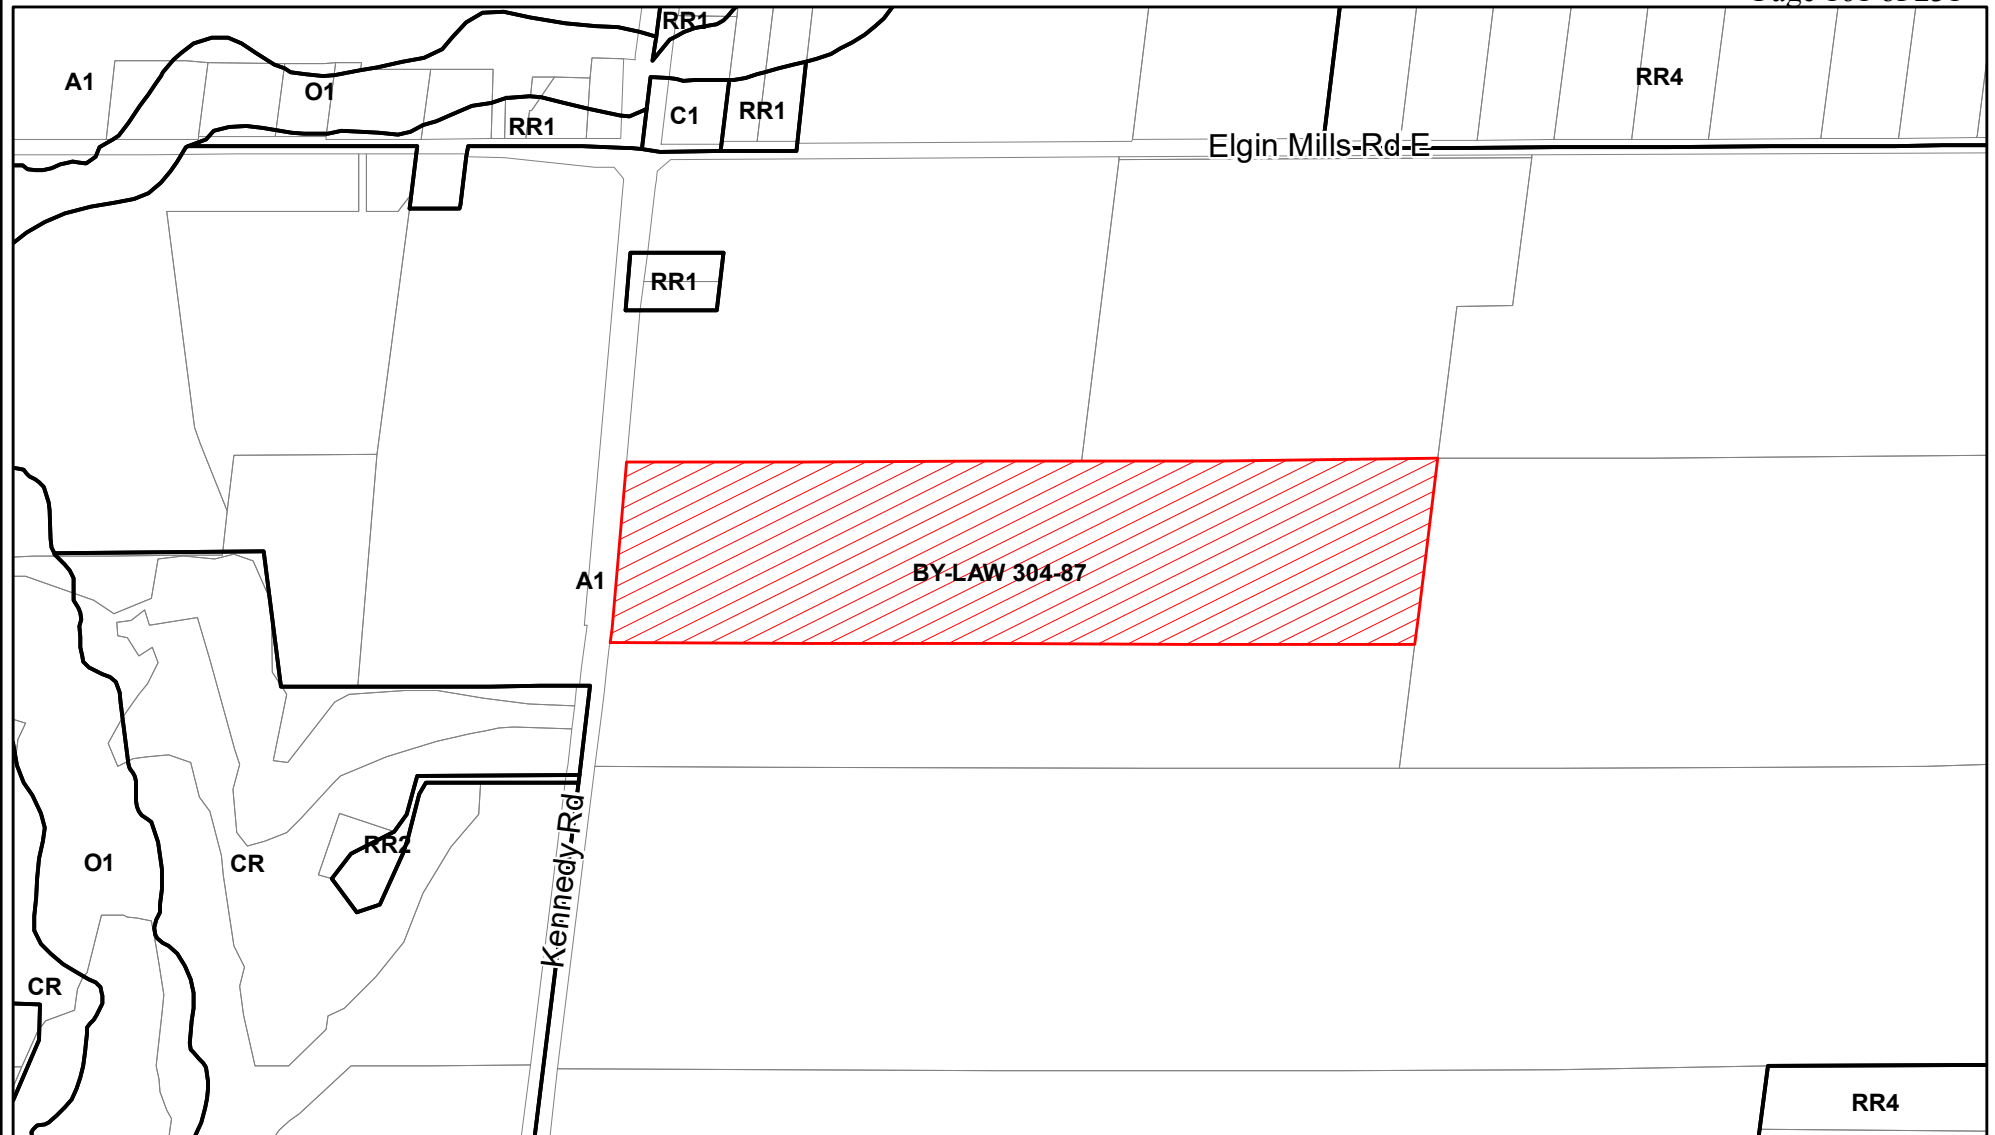 RR1
A1
RR4
O1
C1
RR1
RR1
Elgin Mills Rd E
RR1
BY-LAW 304-87
A1
Kennedy Rd
RR2
O1
CR
CR
RR4